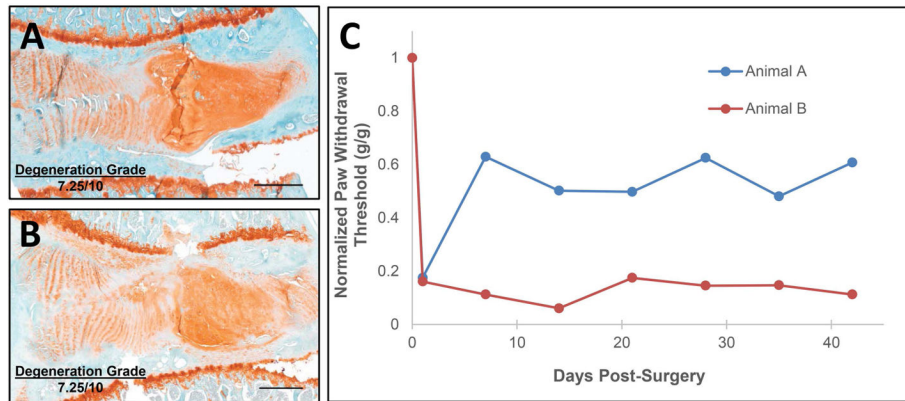 A
Degeneration Grade
7.25/10
B
Degeneration Grade
7.25/10
C
Normalized Paw Withdrawal
Threshold (g/g)
1
0.8
0.6
0.4
0.2
0
Animal A
Animal B
0
10
20
30
40
Days Post-Surgery